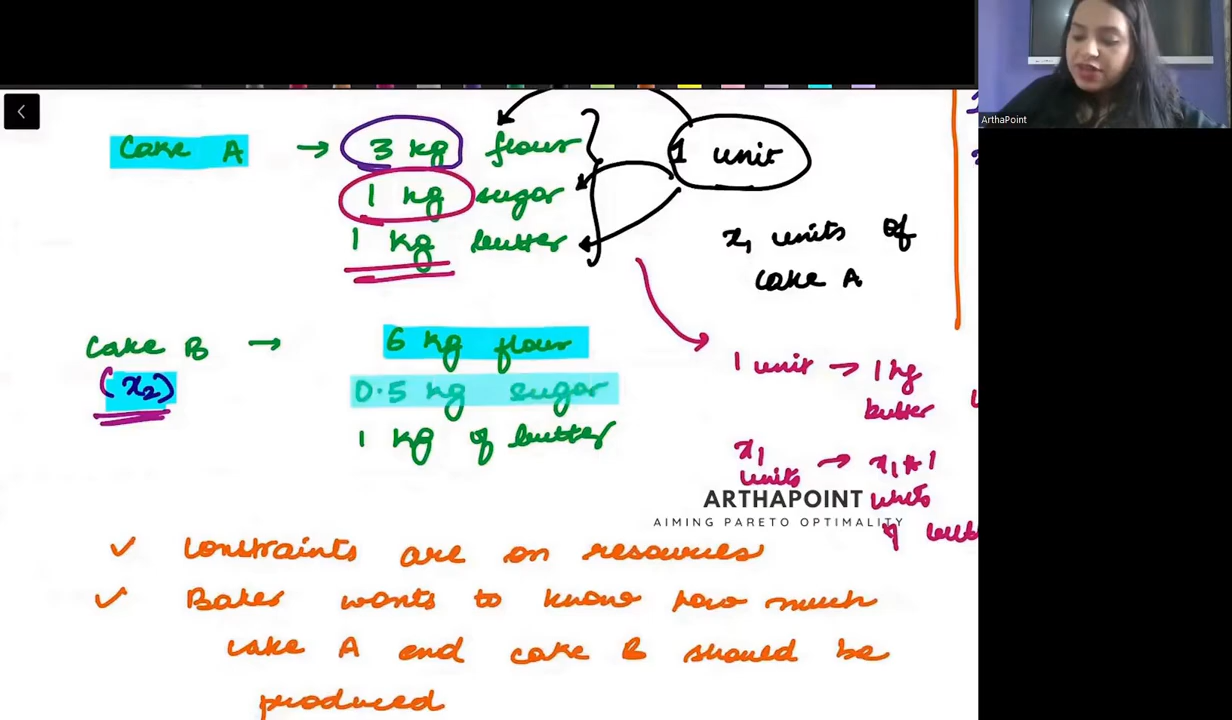 Cake A → 3 kg flour 1 unit
1 kg sugar
1 kg butter
x₁ units of
cake A
Cake B → 6 kg flour
(x₂) 0.5 kg sugar
1 kg of butter
1 unit → 1 kg
butter
x₁ → x₁*1
units units
of
ARTHAPOINT
AIMING PARETO OPTIMALITY
✓ Constraints are on resources
✓ Baker wants to know how much
cake A and cake B should be
produced
ArthaPoint